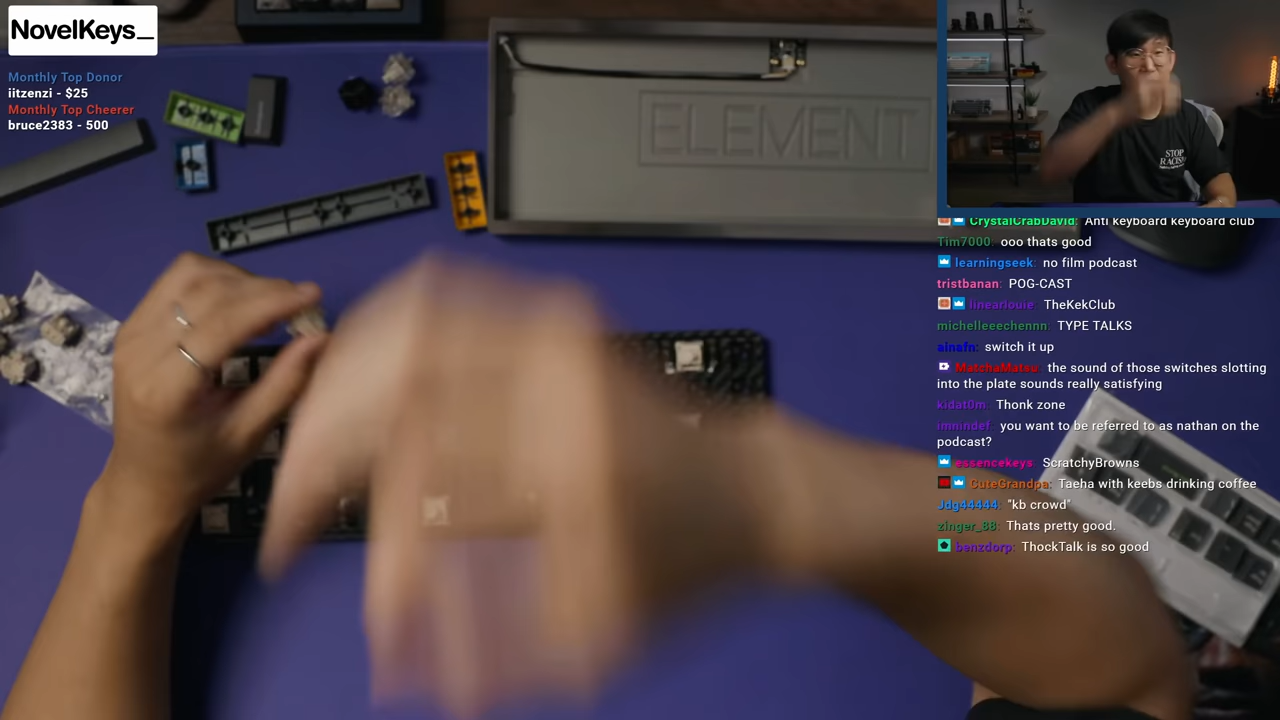 NovelKeys_
Monthly Top Donor
iitzenzi - $25
Monthly Top Cheerer
bruce2383 - 500
ELEMENT
STOP
CrystalCrabDavid: Anti keyboard keyboard club
Tim7000: ooo thats good
learningseek: no film podcast
tristbanan: POG-CAST
linearlouie: TheKekClub
michelleeechennn: TYPE TALKS
ainafn: switch it up
MatchaMatsu: the sound of those switches slotting
into the plate sounds really satisfying
kidat0m: Thonk zone
immindef: you want to be referred to as nathan on the
podcast?
essencekeys: ScratchyBrowns
CuteGrandpa: Taeha with keebs drinking coffee
Jdg44444: "kb crowd"
zinger_88: Thats pretty good.
benzdorp: ThockTalk is so good